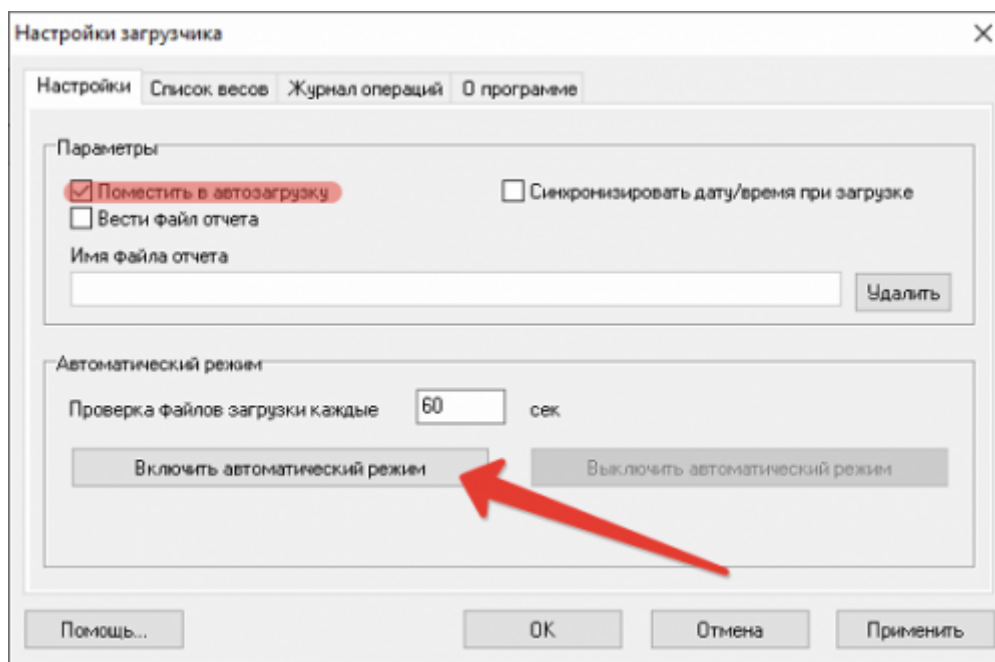 Настройки загрузчика
Настройки Список весов Журнал операций О программе
Параметры
Поместить в автозагрузку Синхронизировать дату/время при загрузке
Вести файл отчета
Имя файла отчета
Удалить
Автоматический режим
Проверка файлов загрузки каждые 60 сек
Включить автоматический режим Выключить автоматический режим
Помощь... OK Отмена Применить